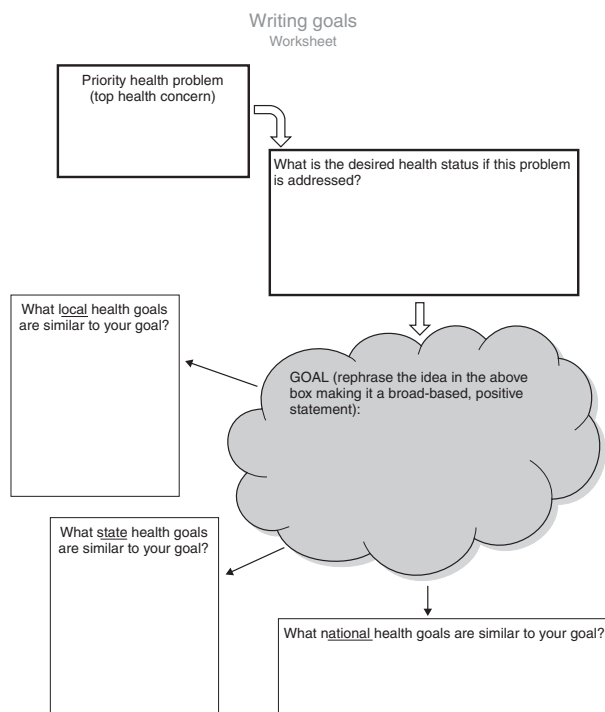 Writing goals
Worksheet
Priority health problem
(top health concern)
What is the desired health status if this problem
is addressed?
What local health goals
are similar to your goal?
GOAL (rephrase the idea in the above
box making it a broad-based, positive
statement):
What state health goals
are similar to your goal?
What national health goals are similar to your goal?